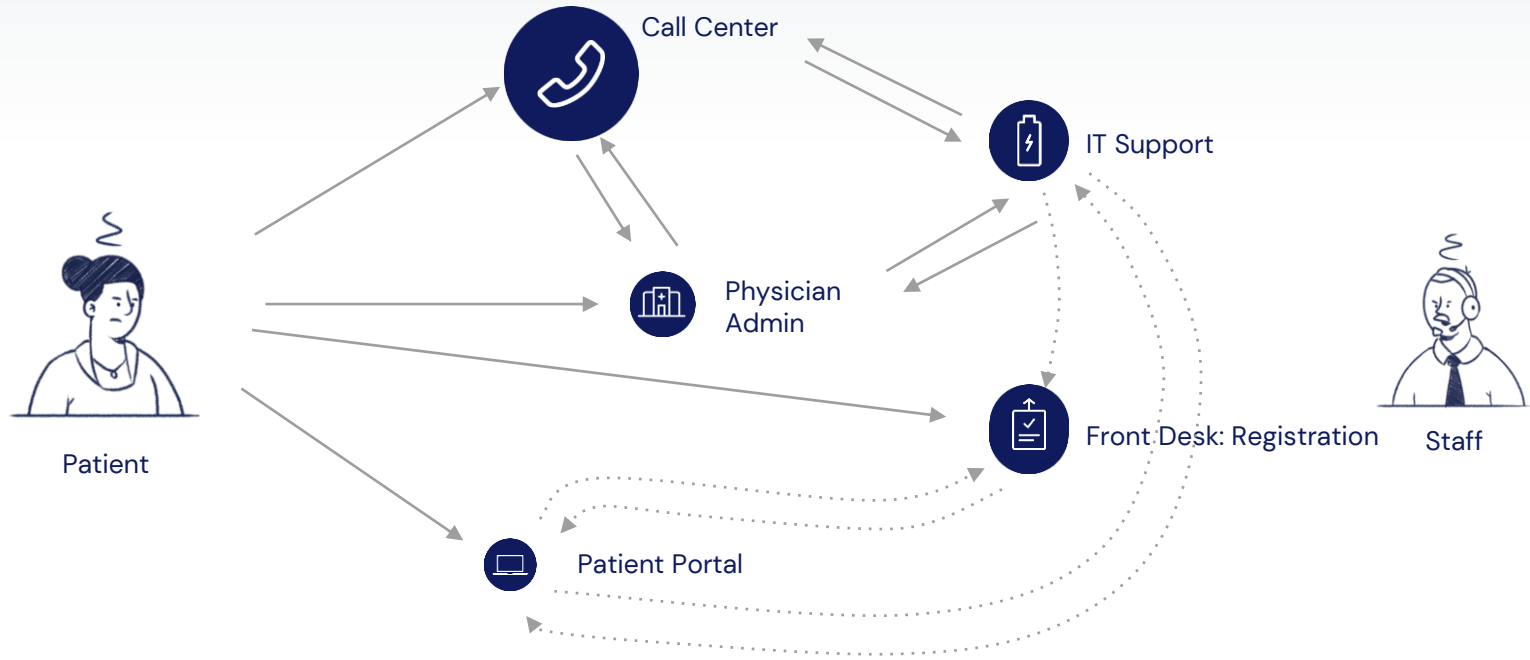 Call Center
IT Support
Physician
Admin
Front Desk: Registration
Staff
Patient
Patient Portal